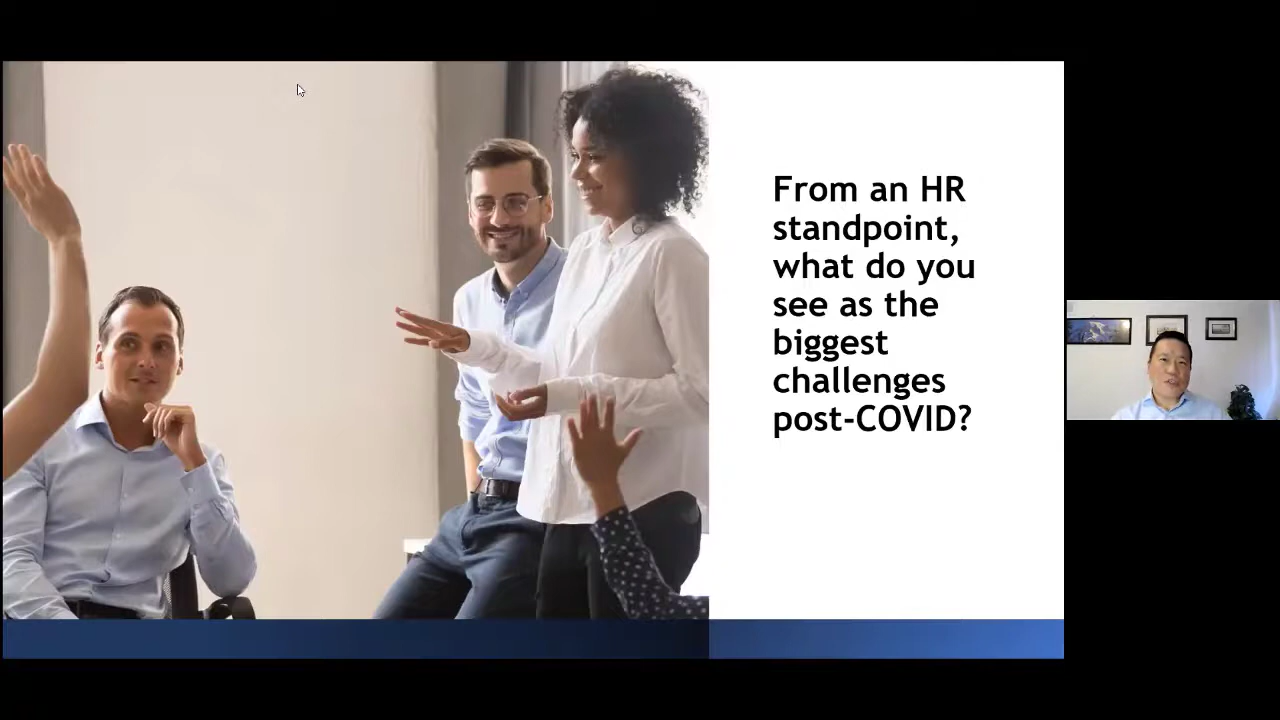 From an HR
standpoint,
what do you
see as the
biggest
challenges
post-COVID?